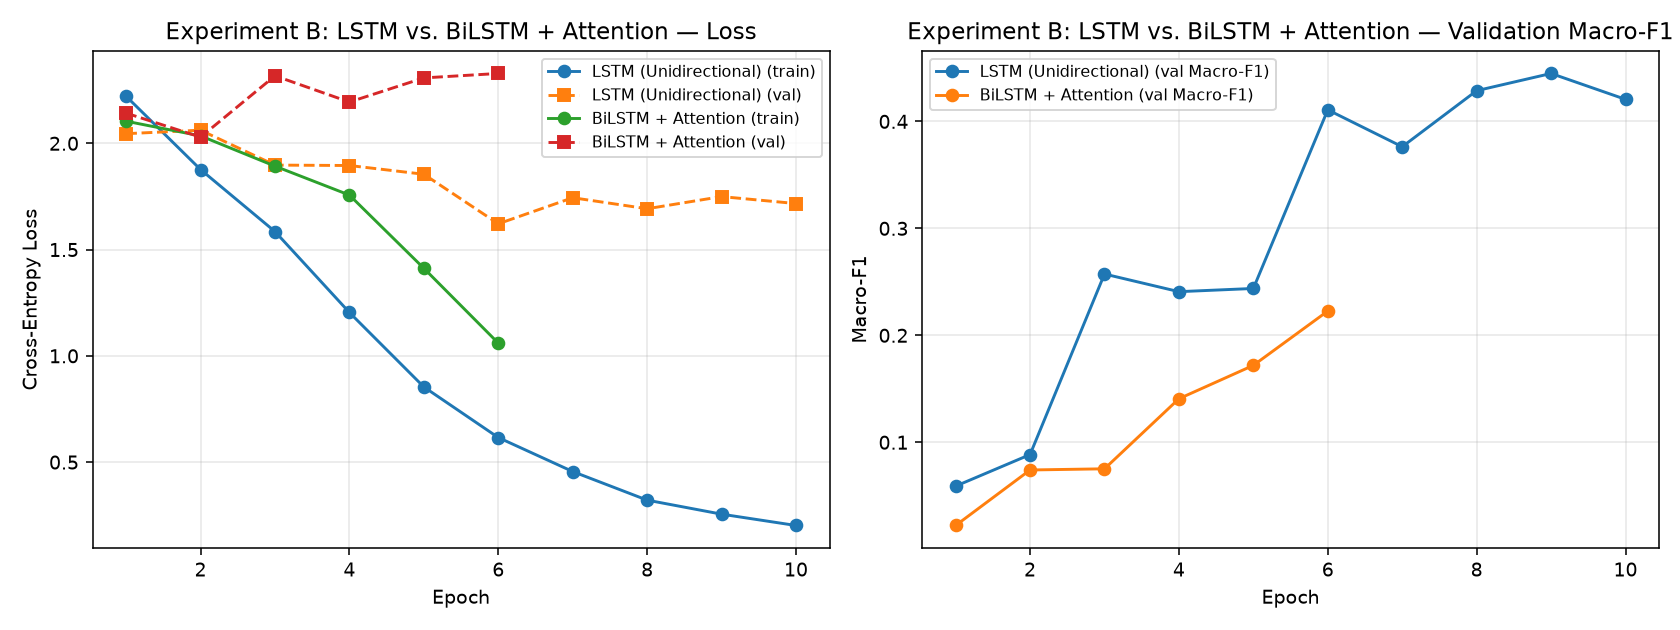 Experiment B: LSTM vs. BiLSTM + Attention — Loss
LSTM (Unidirectional) (train)
LSTM (Unidirectional) (val)
BiLSTM + Attention (train)
BiLSTM + Attention (val)
Cross-Entropy Loss
2.0
1.5
1.0
0.5
2 4 6 8 10
Epoch
Experiment B: LSTM vs. BiLSTM + Attention — Validation Macro-F1
LSTM (Unidirectional) (val Macro-F1)
BiLSTM + Attention (val Macro-F1)
Macro-F1
0.4
0.3
0.2
0.1
2 4 6 8 10
Epoch